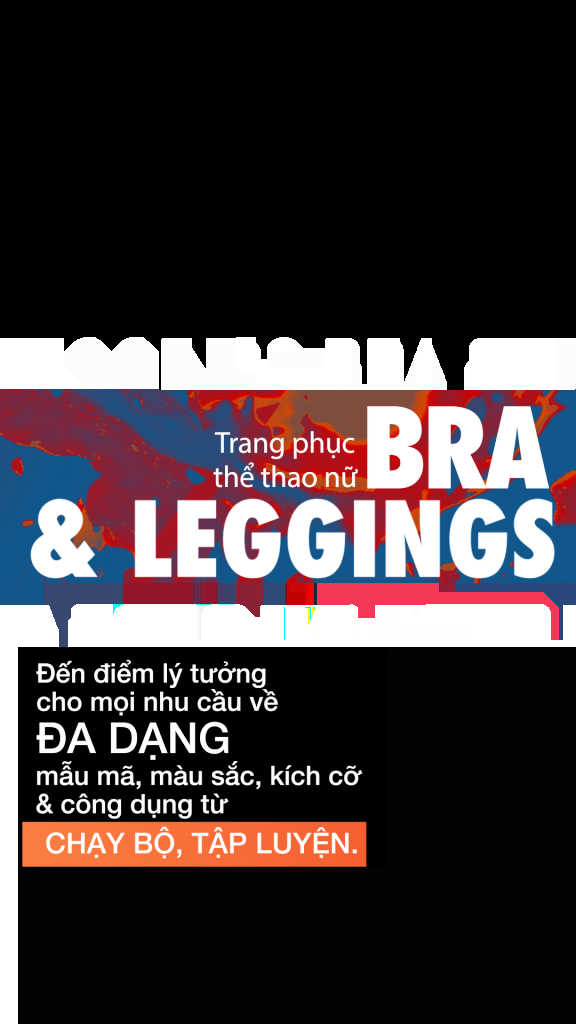 Trang phục
thể thao nữ
BRA
& LEGGINGS
Đến điểm lý tưởng
cho mọi nhu cầu về
ĐA DẠNG
mẫu mã, màu sắc, kích cỡ
& công dụng từ
CHẠY BỘ, TẬP LUYỆN.